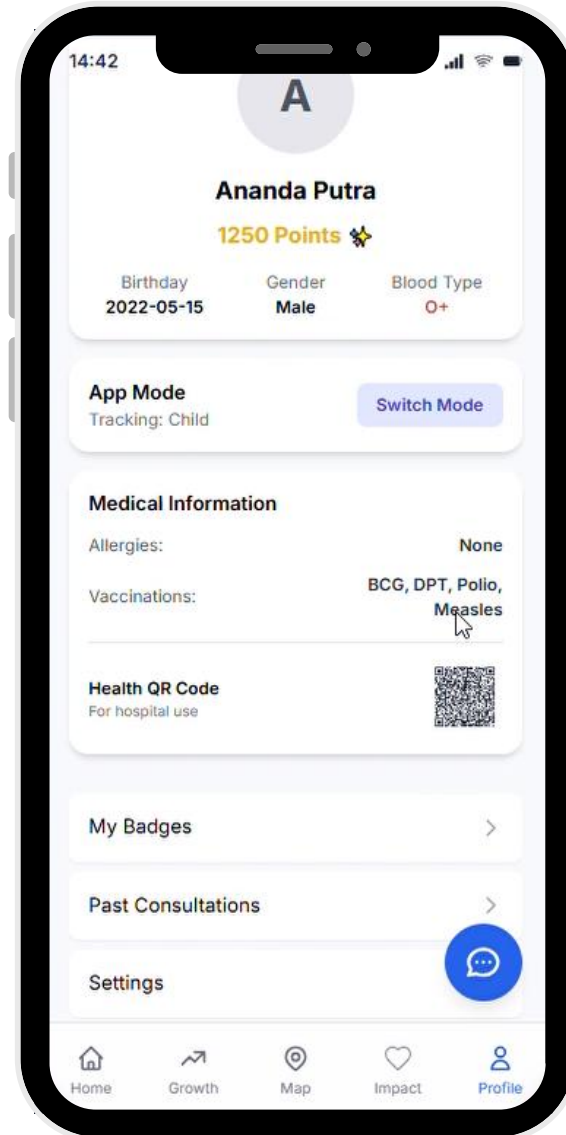 14:42
A
Ananda Putra
1250 Points ✨
Birthday Gender Blood Type
2022-05-15 Male O+
App Mode
Tracking: Child
Switch Mode
Medical Information
Allergies: None
Vaccinations: BCG, DPT, Polio,
Measles
Health QR Code
For hospital use
My Badges
Past Consultations
Settings
Home Growth Map Impact Profile